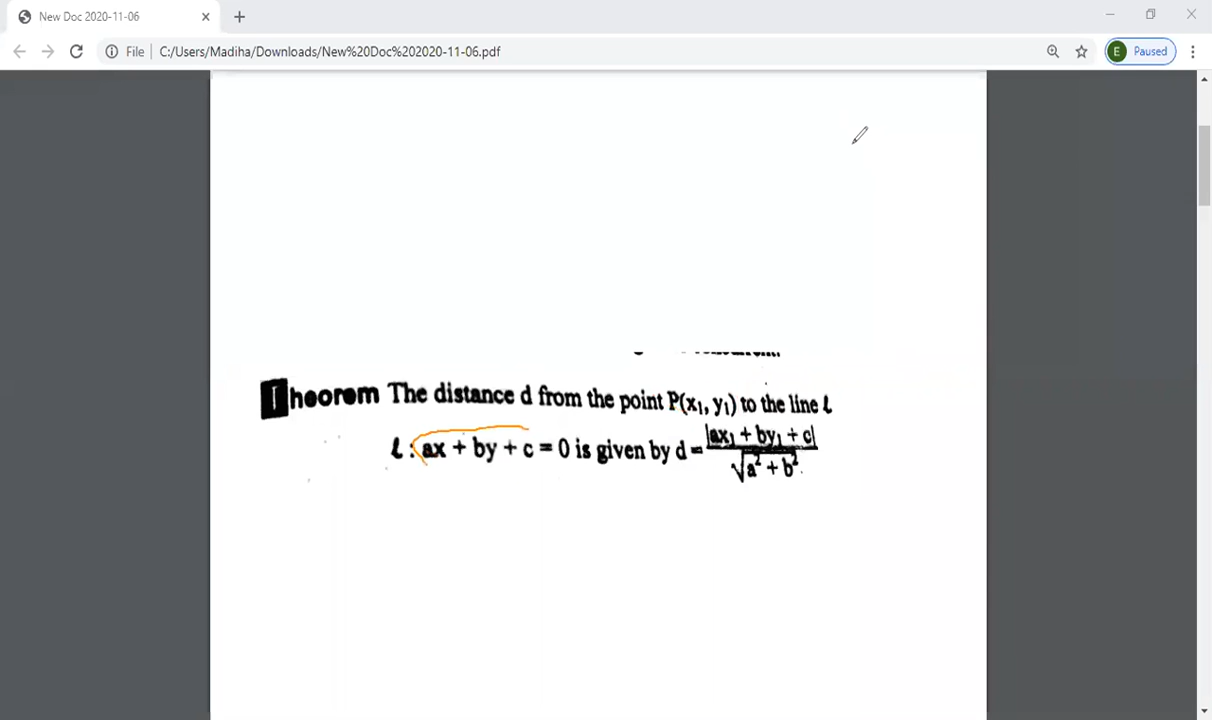 New Doc 2020-11-06
File | C:/Users/Madiha/Downloads/New%20Doc%202020-11-06.pdf
E Paused
Theorem The distance d from the point P(x₁, y₁) to the line ℓ
ℓ : ax + by + c = 0 is given by d = |ax₁ + by₁ + c| / √a² + b²